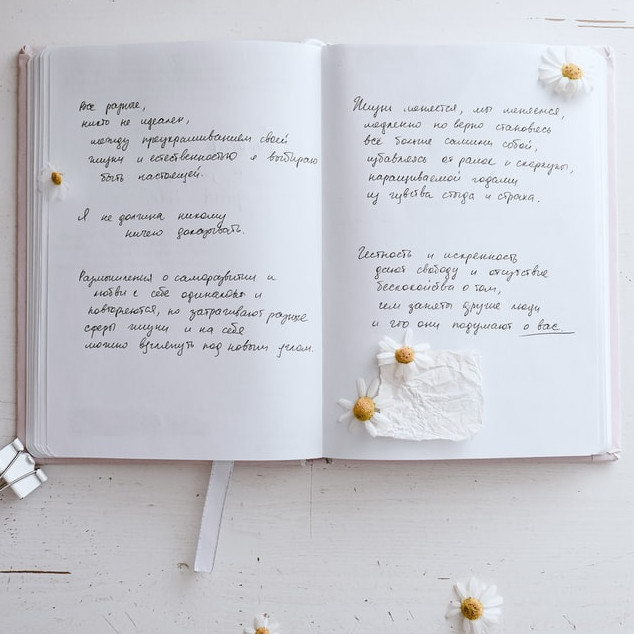 Все разные,
никто не идеален,
между приукрашиванием своей
жизни и естественностью я выбираю
быть настоящей.
Я не должна никому
ничего доказывать.
Размышления о саморазвитии и
любви к себе одинаковы и
повторяются, но затрагивают разные
сферы жизни и на себя
можно взглянуть под новым углом.
Жизнь меняется, мы меняемся,
медленно но верно становясь
всё больше самими собой,
избавляясь от рамок и скорлупы,
наращиваемой годами
из чувства стыда и страха.
Честность и искренность
дают свободу и отсутствие
беспокойства о том,
чем заняты другие люди
и что они подумают о вас.